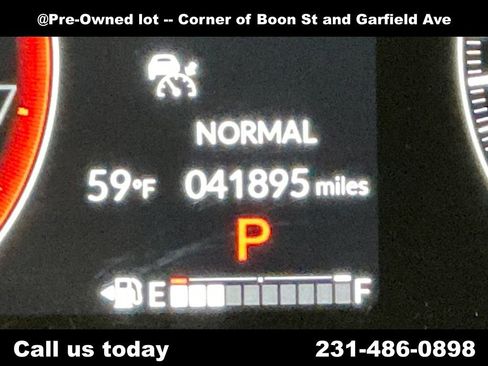 @Pre-Owned lot -- Corner of Boon St and Garfield Ave
NORMAL
59°F 041895 miles
P
E F
Call us today 231-486-0898